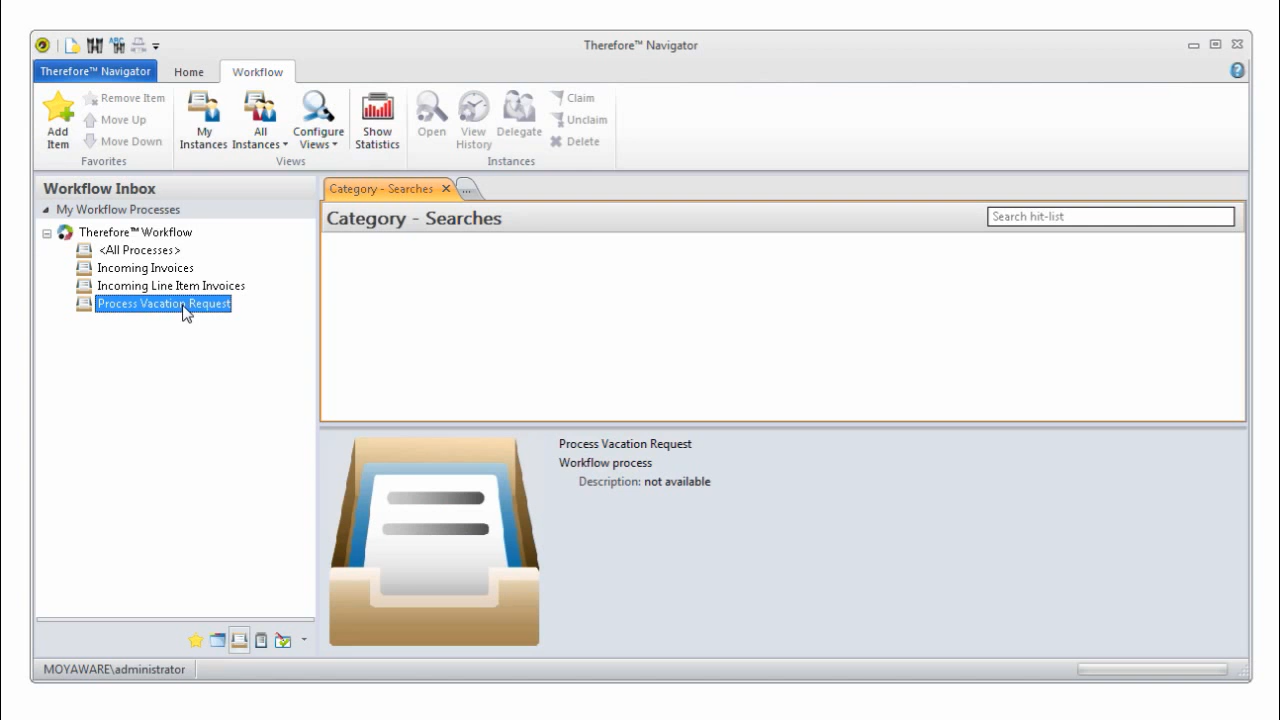 Therefore™ Navigator
Therefore™ Navigator Home Workflow
Add Item
Remove Item
Move Up
Move Down
Favorites
My Instances
All Instances
Configure Views
Show Statistics
Views
Open
View History
Delegate
Claim
Unclaim
Delete
Instances
Workflow Inbox
My Workflow Processes
Therefore™ Workflow
<All Processes>
Incoming Invoices
Incoming Line Item Invoices
Process Vacation Request
Category - Searches ...
Category - Searches
Search hit-list
Process Vacation Request
Workflow process
Description: not available
MOYAWARE\administrator